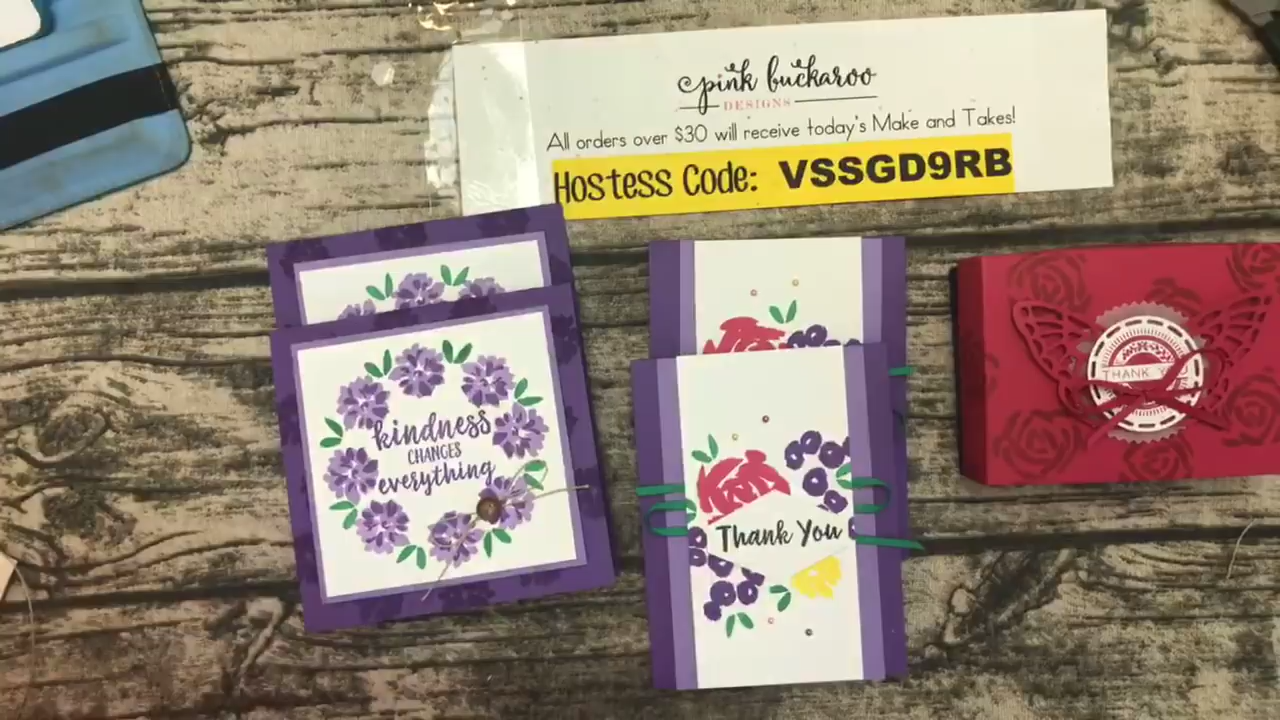 pink buckaroo
DESIGNS
All orders over $30 will receive today's Make and Takes!
Hostess Code: VSSGD9RB
kindness
CHANGES
everything
Thank You
THANK